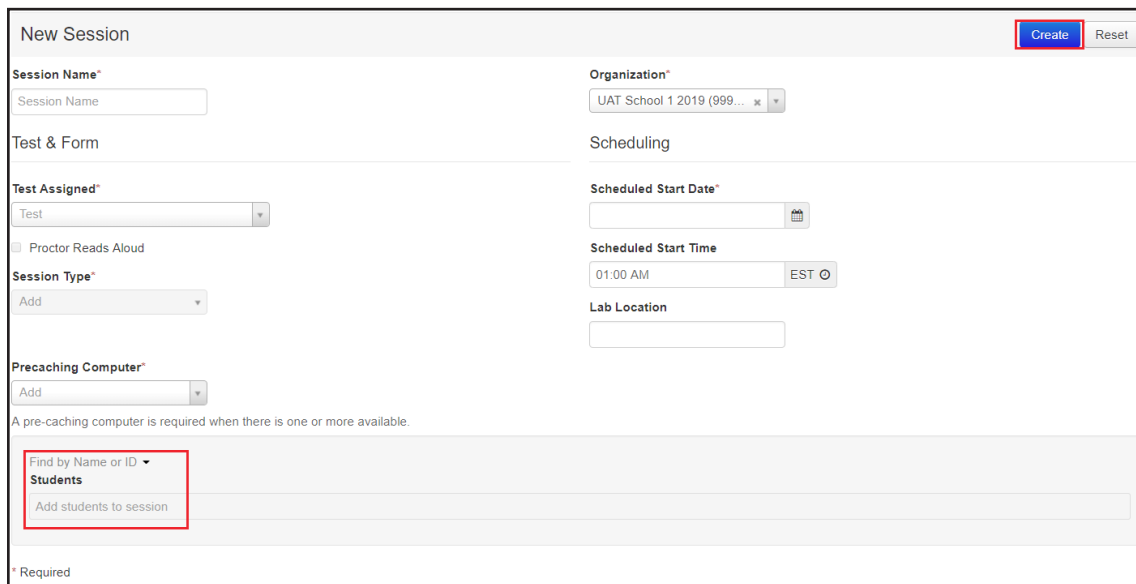 New Session
Create
Reset
Session Name*
Session Name
Organization*
UAT School 1 2019 (999...
Test & Form
Scheduling
Test Assigned*
Test
Proctor Reads Aloud
Session Type*
Add
Scheduled Start Date*
Scheduled Start Time
01:00 AM
EST
Lab Location
Precaching Computer*
Add
A pre-caching computer is required when there is one or more available.
Find by Name or ID
Students
Add students to session
* Required